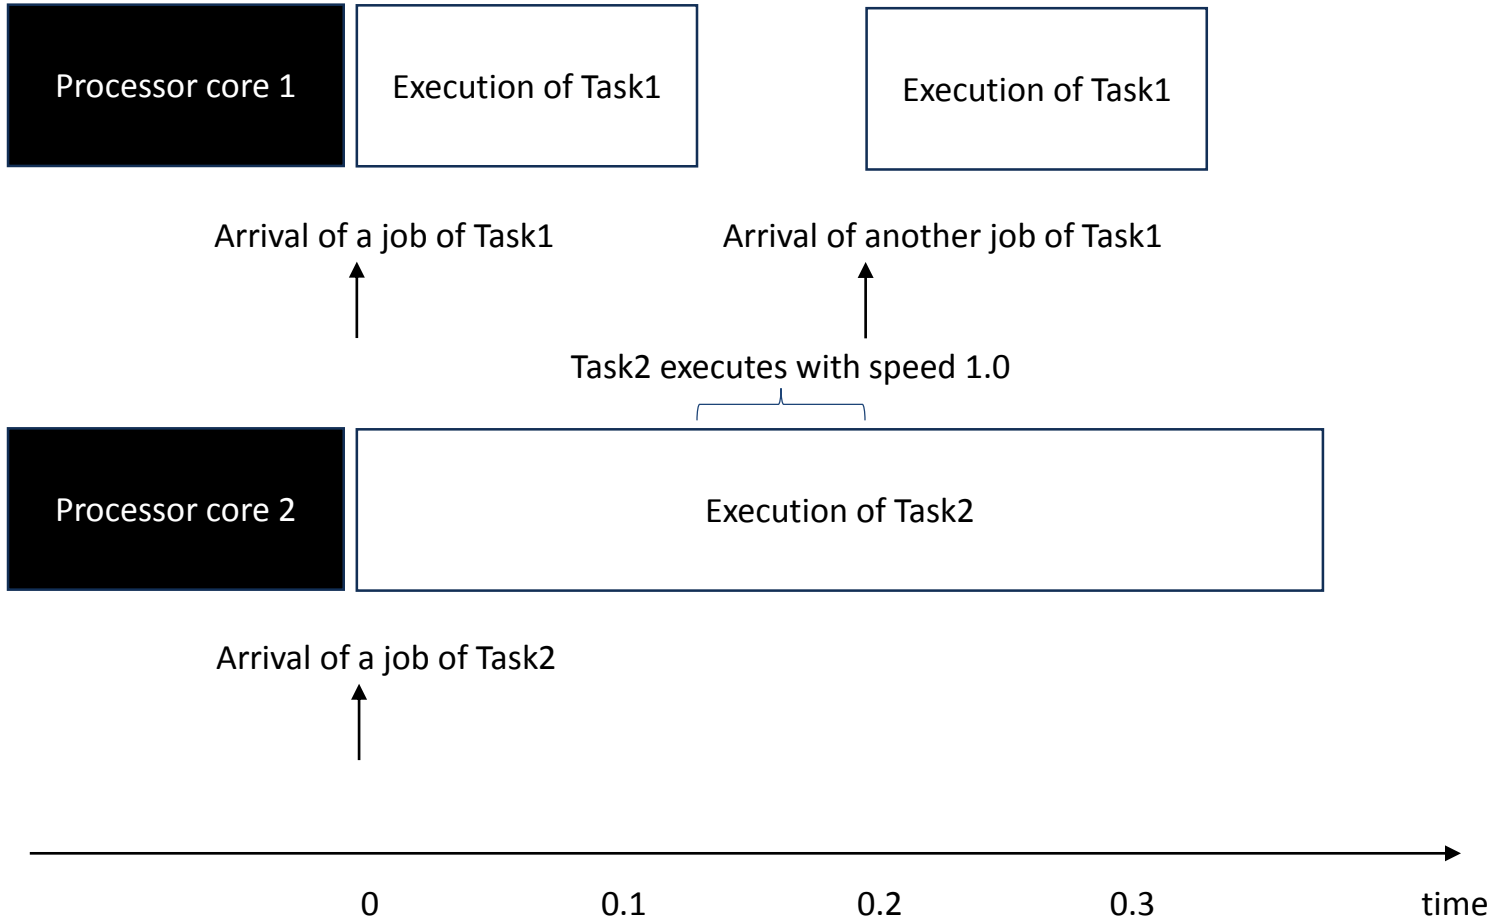 Processor core 1
Execution of Task1
Execution of Task1
Arrival of a job of Task1
Arrival of another job of Task1
Task2 executes with speed 1.0
Processor core 2
Execution of Task2
Arrival of a job of Task2
0 0.1 0.2 0.3 time